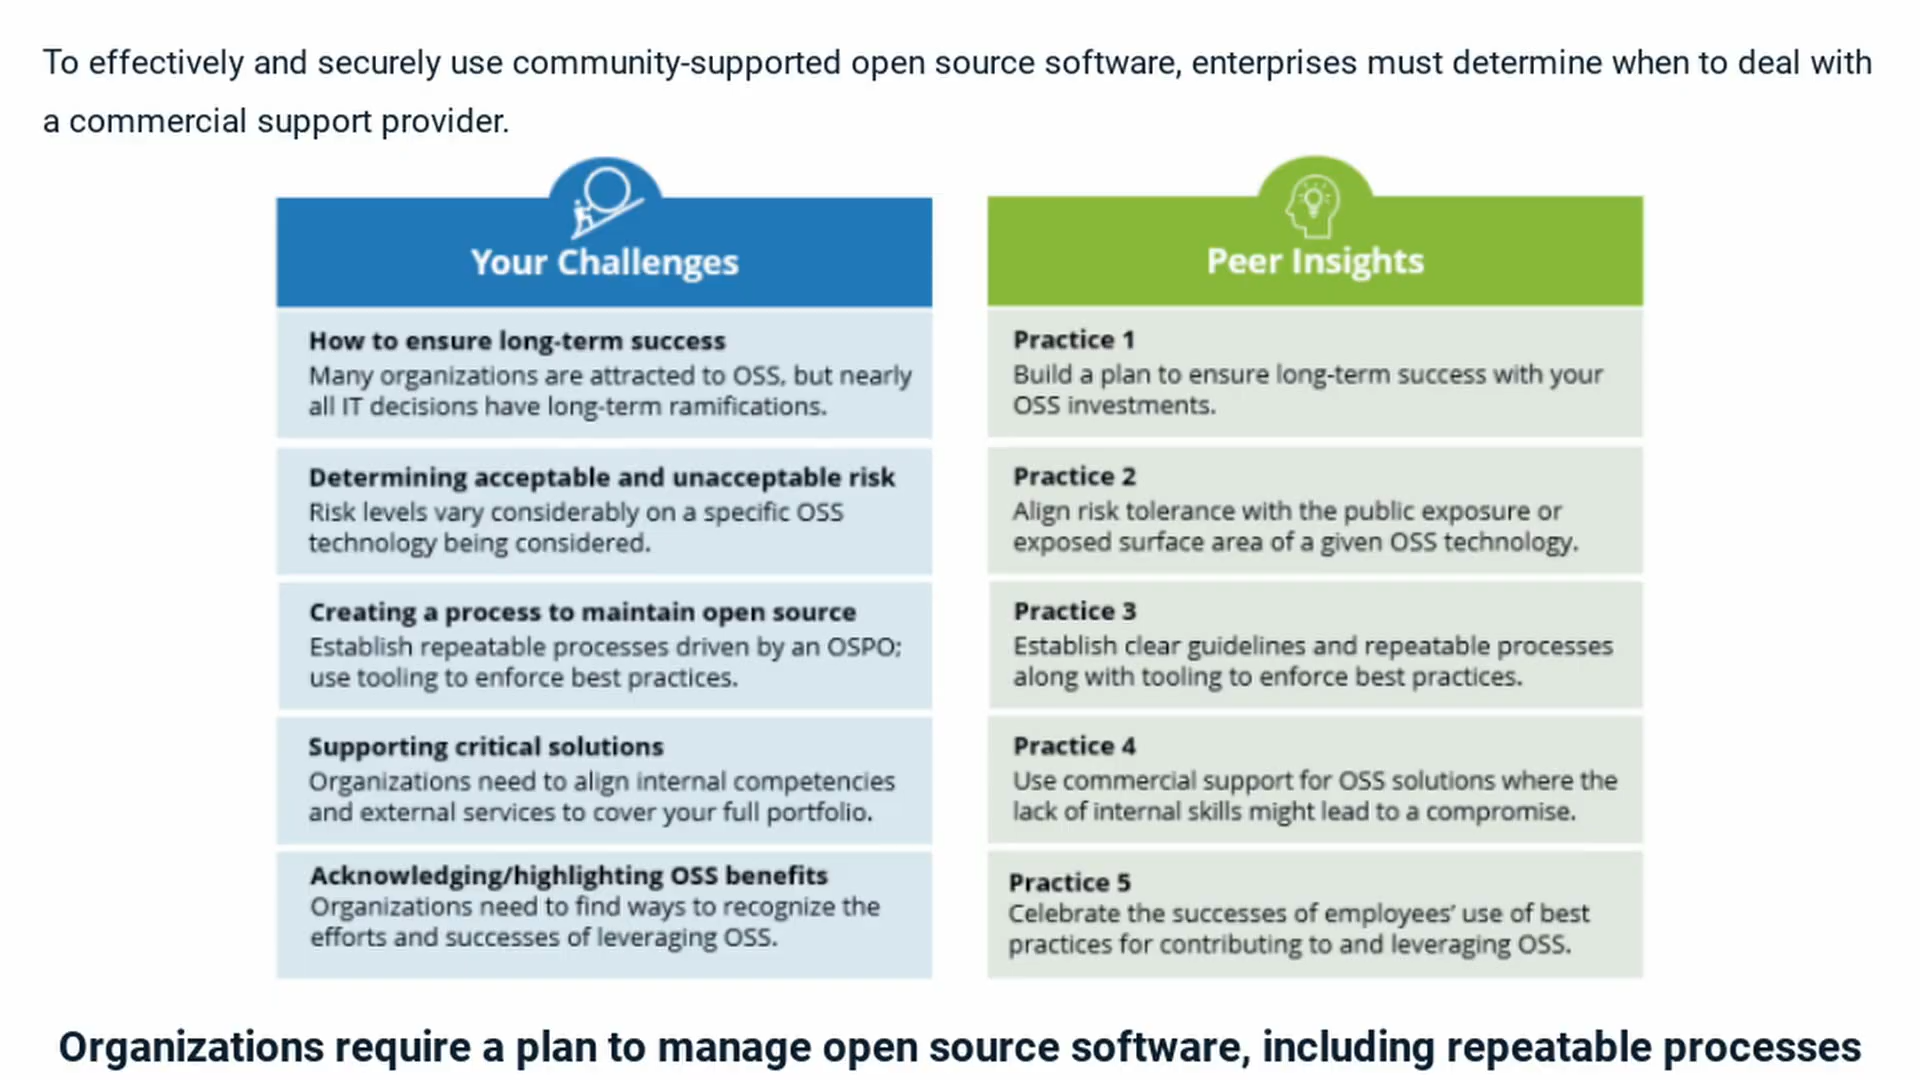 To effectively and securely use community-supported open source software, enterprises must determine when to deal with
a commercial support provider.
Your Challenges
How to ensure long-term success
Many organizations are attracted to OSS, but nearly
all IT decisions have long-term ramifications.
Determining acceptable and unacceptable risk
Risk levels vary considerably on a specific OSS
technology being considered.
Creating a process to maintain open source
Establish repeatable processes driven by an OSPO;
use tooling to enforce best practices.
Supporting critical solutions
Organizations need to align internal competencies
and external services to cover your full portfolio.
Acknowledging/highlighting OSS benefits
Organizations need to find ways to recognize the
efforts and successes of leveraging OSS.
Peer Insights
Practice 1
Build a plan to ensure long-term success with your
OSS investments.
Practice 2
Align risk tolerance with the public exposure or
exposed surface area of a given OSS technology.
Practice 3
Establish clear guidelines and repeatable processes
along with tooling to enforce best practices.
Practice 4
Use commercial support for OSS solutions where the
lack of internal skills might lead to a compromise.
Practice 5
Celebrate the successes of employees' use of best
practices for contributing to and leveraging OSS.
Organizations require a plan to manage open source software, including repeatable processes